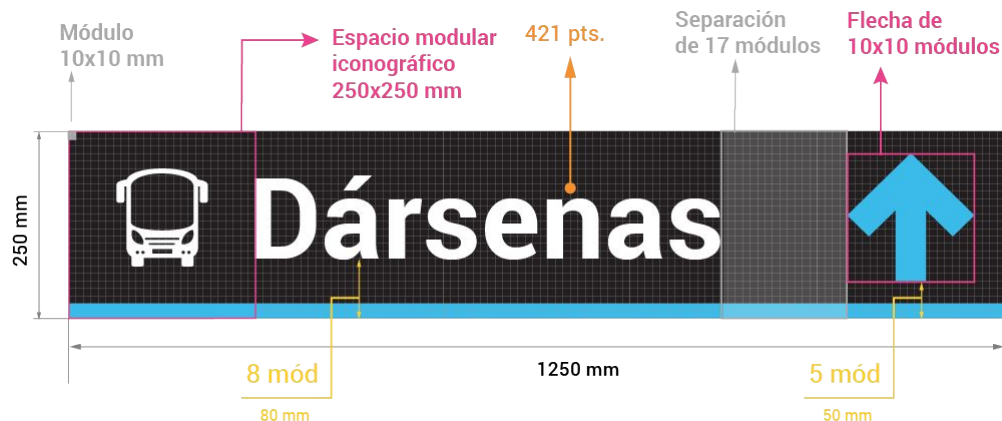 Módulo
10x10 mm
Espacio modular
iconográfico
250x250 mm
421 pts.
Separación
de 17 módulos
Flecha de
10x10 módulos
250 mm
Dársenas
1250 mm
8 mód
80 mm
5 mód
50 mm